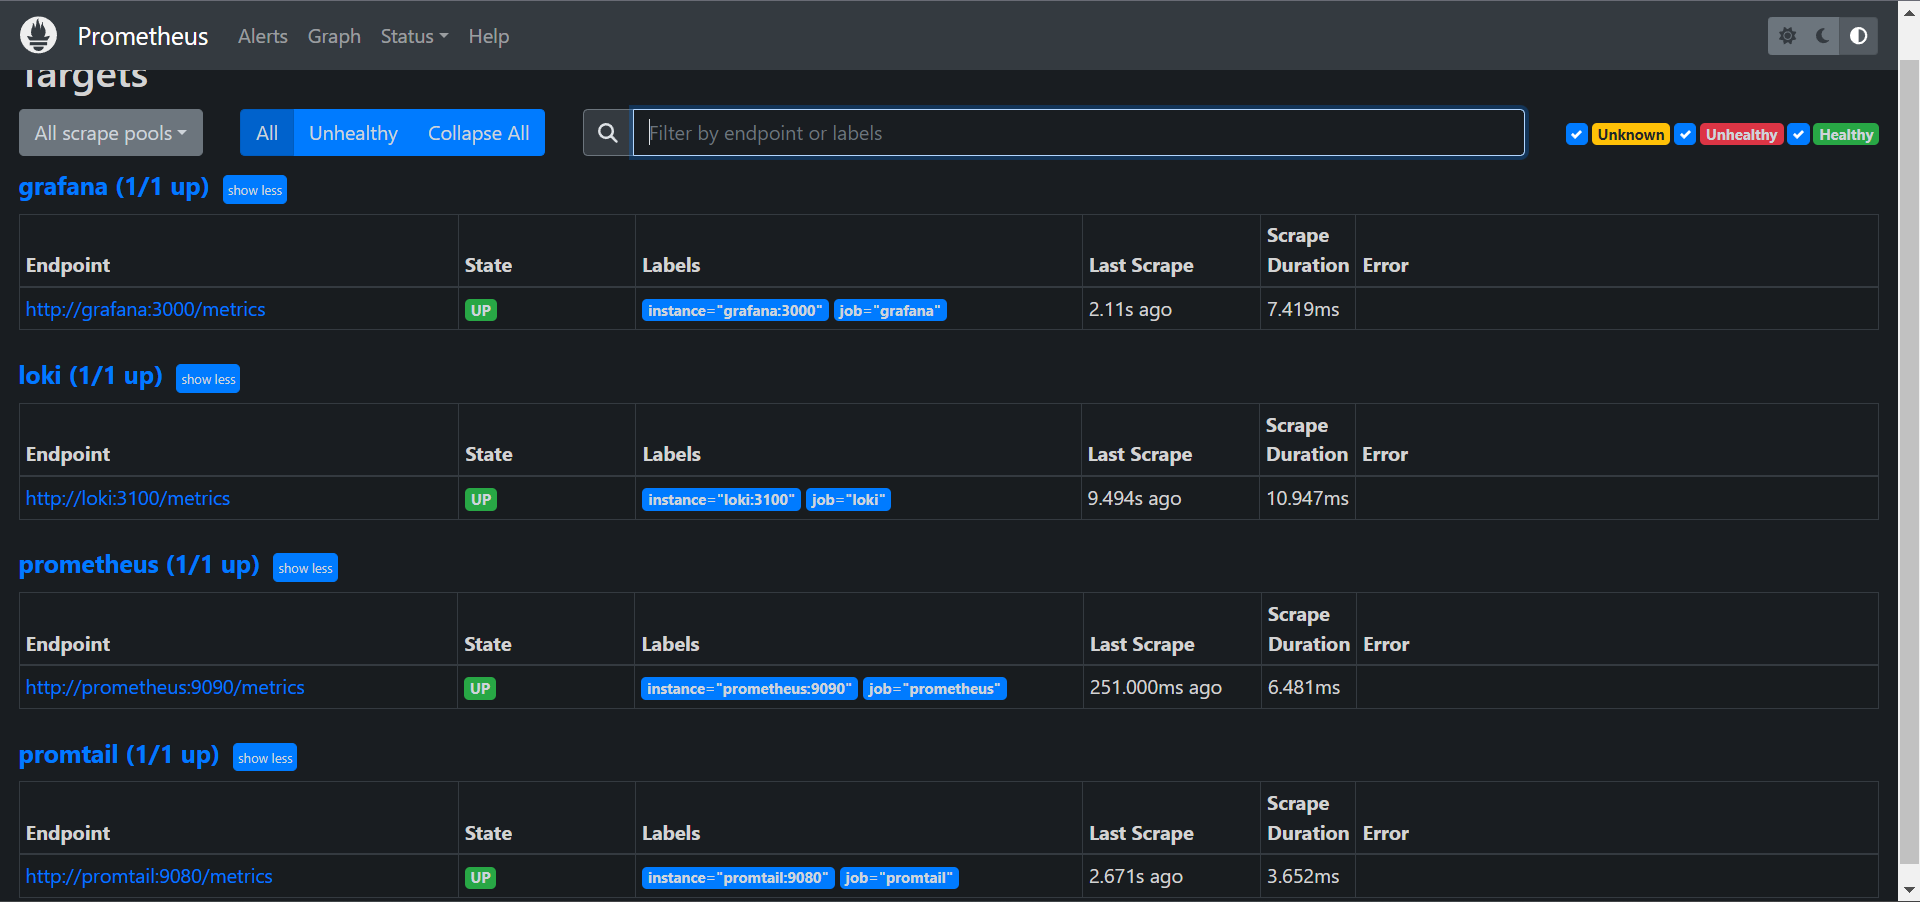 Prometheus Alerts Graph Status Help
Targets
All scrape pools All Unhealthy Collapse All Filter by endpoint or labels Unknown Unhealthy Healthy
grafana (1/1 up) show less
Endpoint State Labels Last Scrape Scrape Duration Error
http://grafana:3000/metrics UP instance="grafana:3000" job="grafana" 2.11s ago 7.419ms
loki (1/1 up) show less
Endpoint State Labels Last Scrape Scrape Duration Error
http://loki:3100/metrics UP instance="loki:3100" job="loki" 9.494s ago 10.947ms
prometheus (1/1 up) show less
Endpoint State Labels Last Scrape Scrape Duration Error
http://prometheus:9090/metrics UP instance="prometheus:9090" job="prometheus" 251.000ms ago 6.481ms
promtail (1/1 up) show less
Endpoint State Labels Last Scrape Scrape Duration Error
http://promtail:9080/metrics UP instance="promtail:9080" job="promtail" 2.671s ago 3.652ms